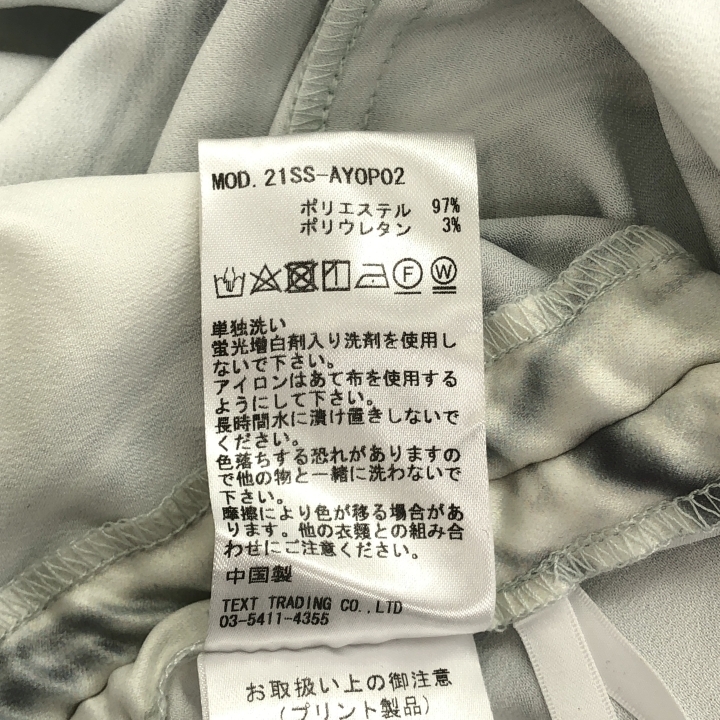 MOD. 21SS-AYOP02
ポリエステル 97%
ポリウレタン 3%
F W
単独洗い
蛍光増白剤入り洗剤を使用し
ないで下さい。
アイロンはあて布を使用する
ようにして下さい。
長時間水に漬け置きしないで
ください。
色落ちする恐れがありますの
で他の物と一緒に洗わないで
下さい。
摩擦により色が移る場合があ
ります。他の衣類との組み合
わせにご注意ください。
中国製
TEXT TRADING CO.,LTD
03-5411-4355
お取扱い上の御注意
(プリント製品)